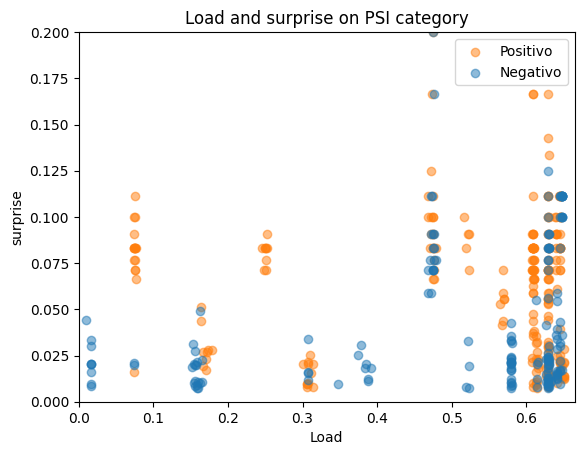 Load and surprise on PSI category
Positivo
Negativo
surprise
0.200
0.175
0.150
0.125
0.100
0.075
0.050
0.025
0.000
0.0 0.1 0.2 0.3 0.4 0.5 0.6
Load